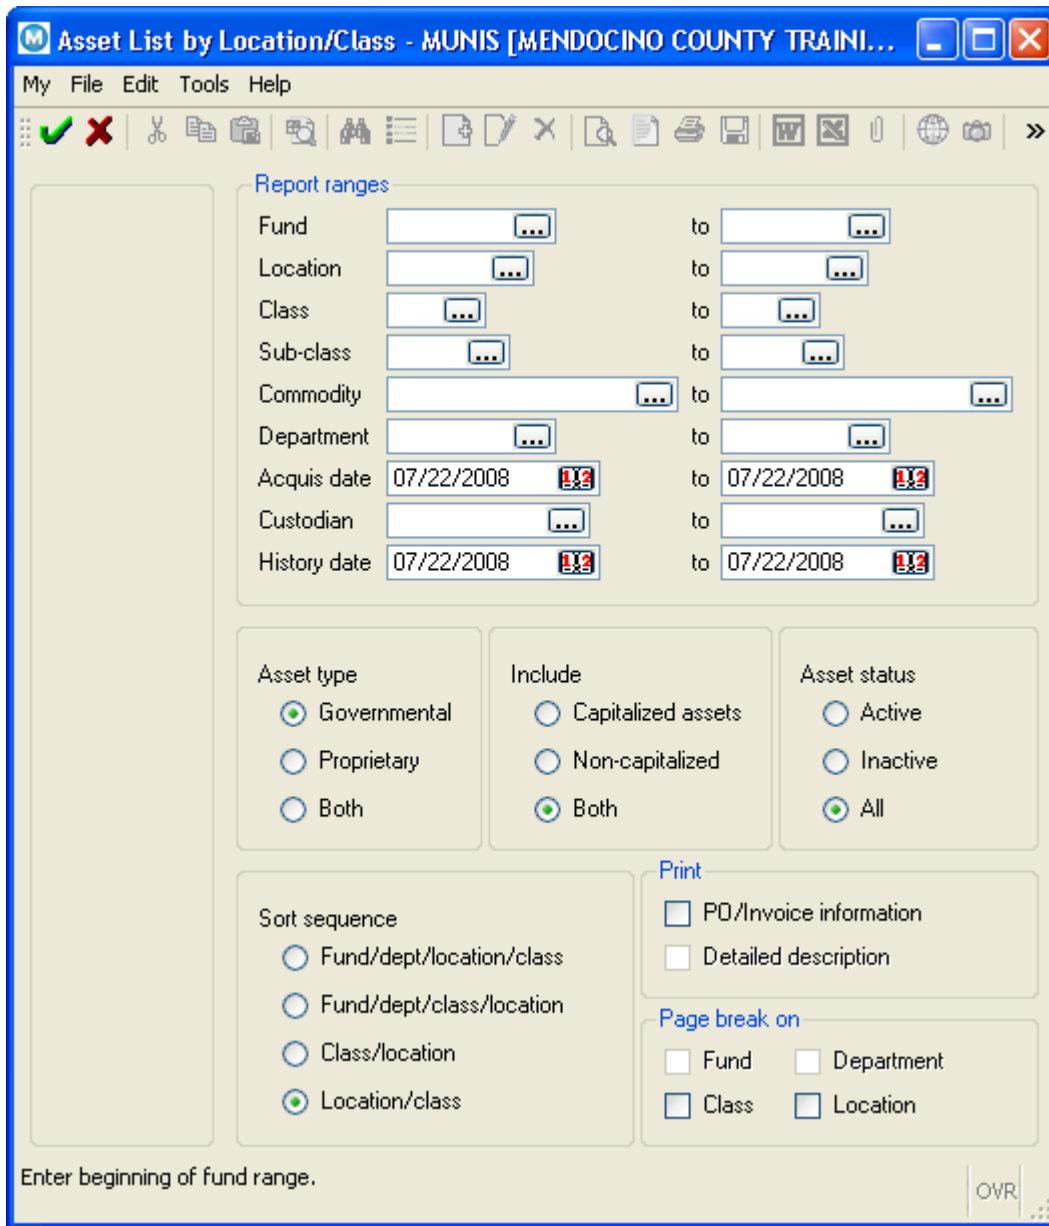 Asset List by Location/Class - MUNIS [MENDOCINO COUNTY TRAINI...
My File Edit Tools Help
Report ranges
Fund to
Location to
Class to
Sub-class to
Commodity to
Department to
Acquis date 07/22/2008 to 07/22/2008
Custodian to
History date 07/22/2008 to 07/22/2008
Asset type Include Asset status
Governmental Capitalized assets Active
Proprietary Non-capitalized Inactive
Both Both All
Print
Sort sequence PO/Invoice information
Fund/dept/location/class Detailed description
Fund/dept/class/location
Page break on
Class/location Fund Department
Location/class Class Location
Enter beginning of fund range.
OVR